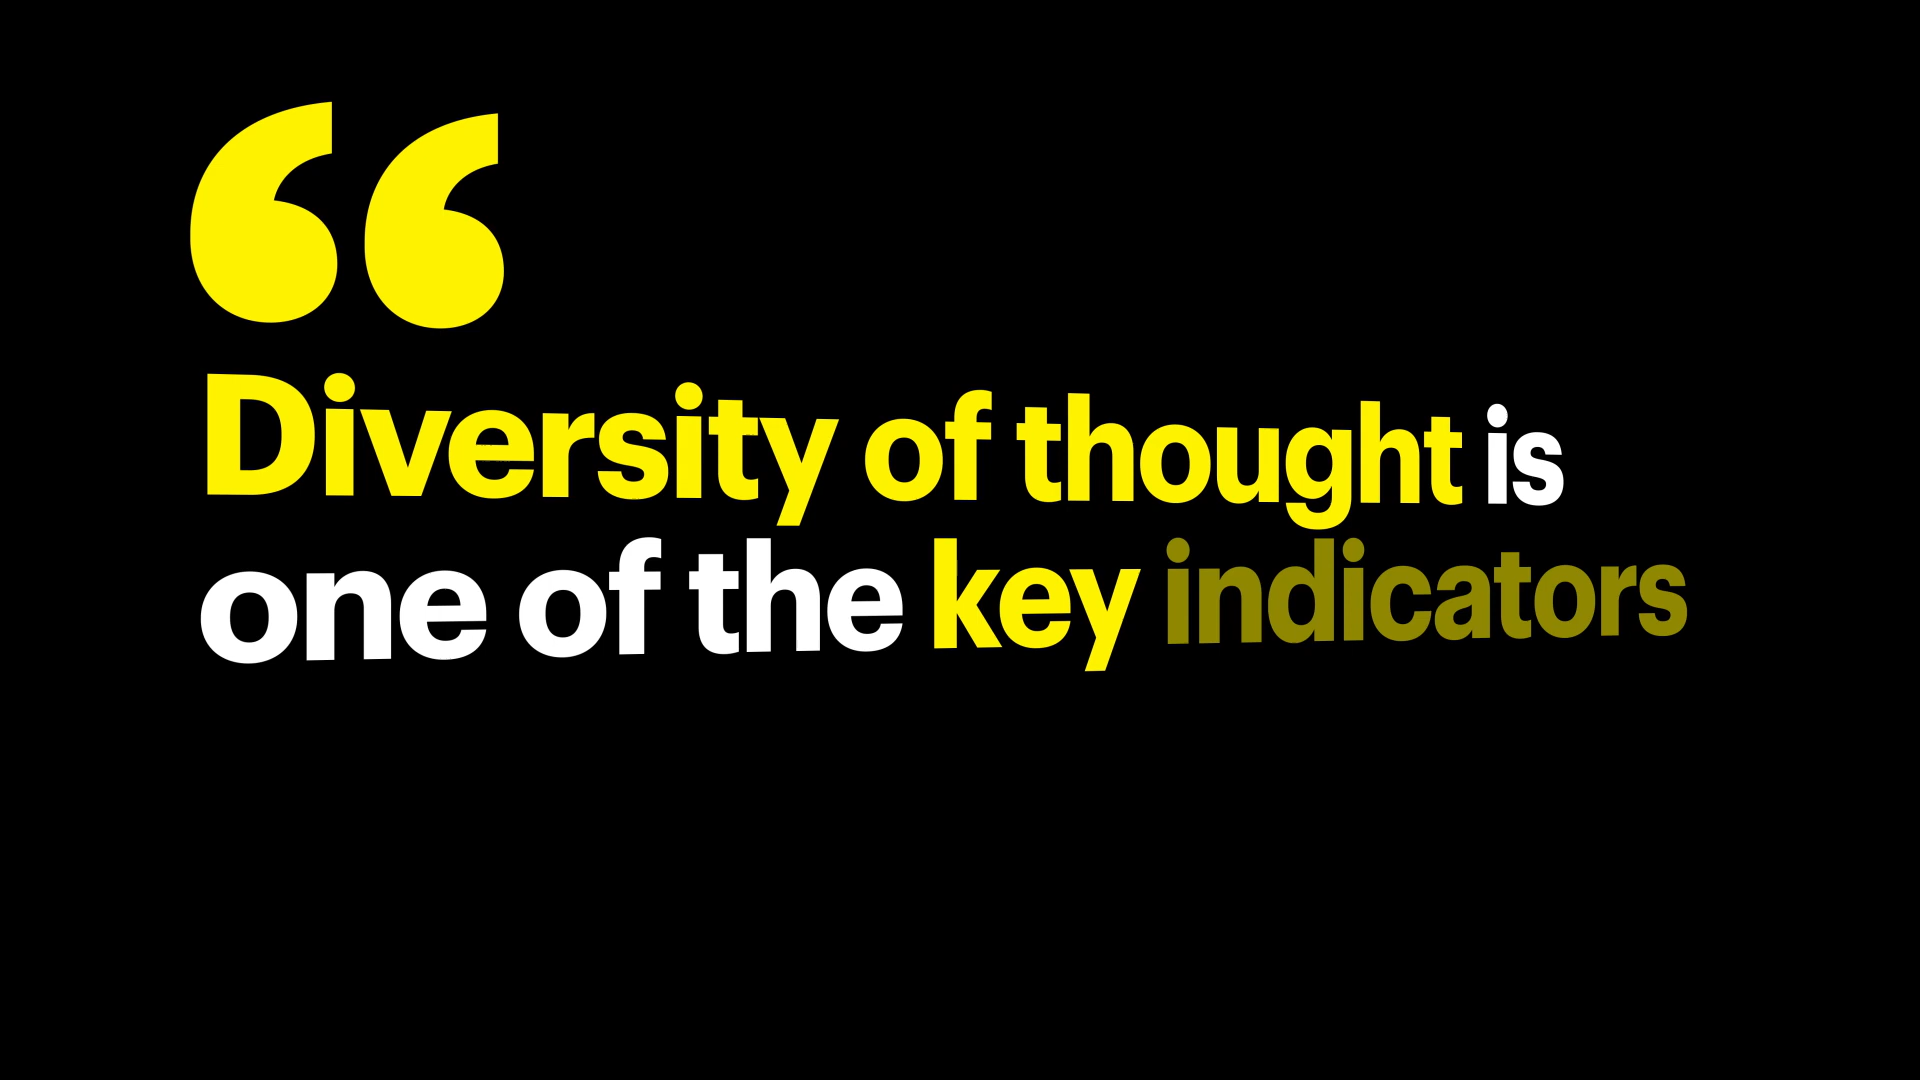 “
Diversity of thought is
one of the key indicators